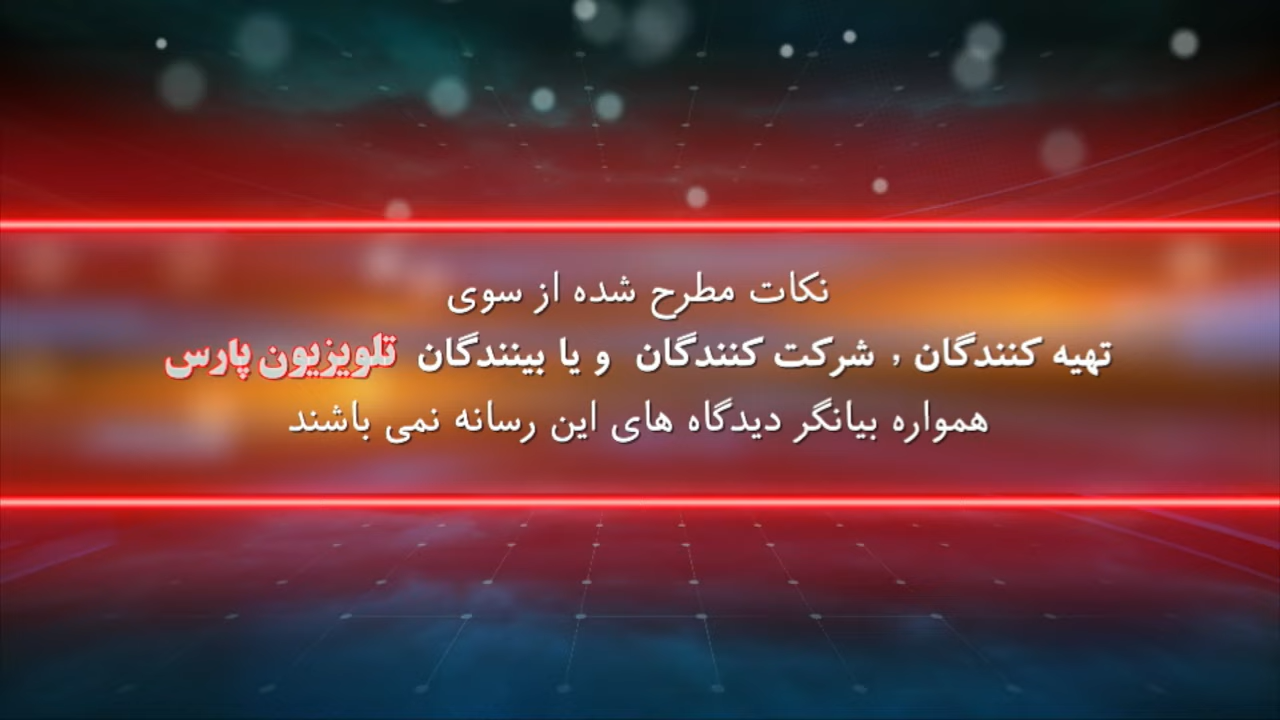 نکات مطرح شده از سوی
تهیه کنندگان , شرکت کنندگان و یا بینندگان تلویزیون پارس
همواره بیانگر دیدگاه های این رسانه نمی باشند